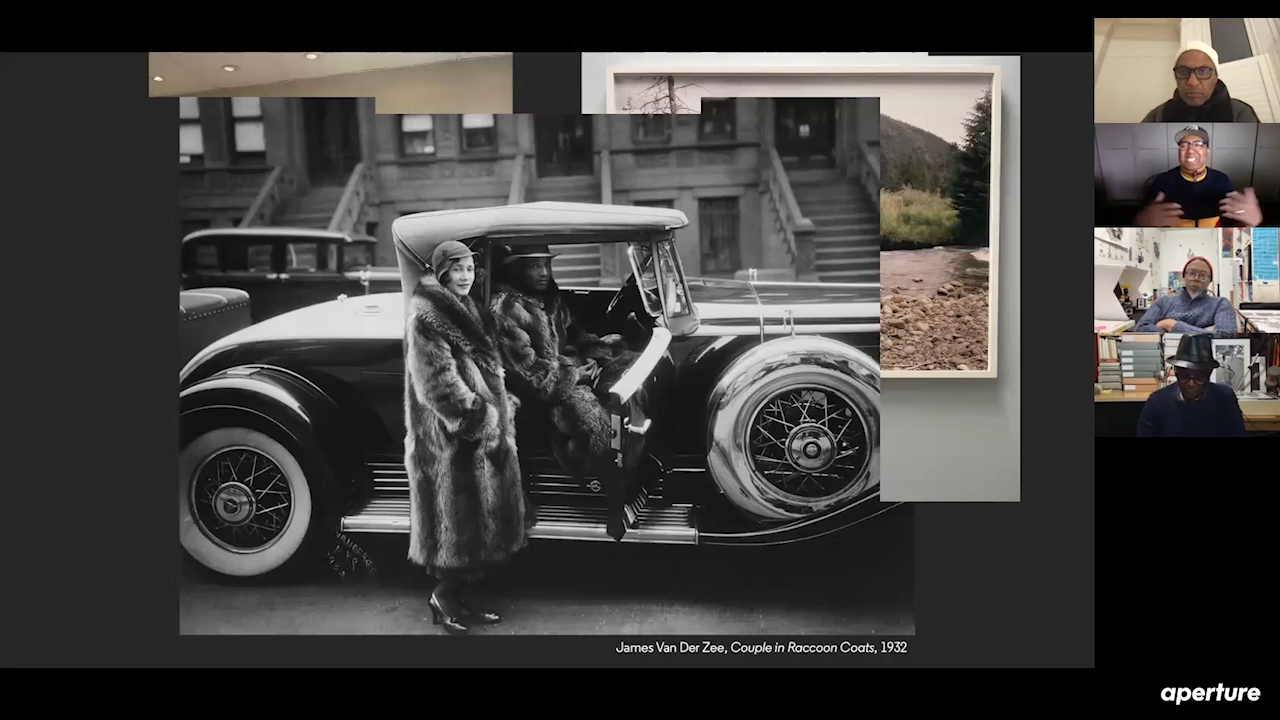 James Van Der Zee, Couple in Raccoon Coats, 1932
aperture